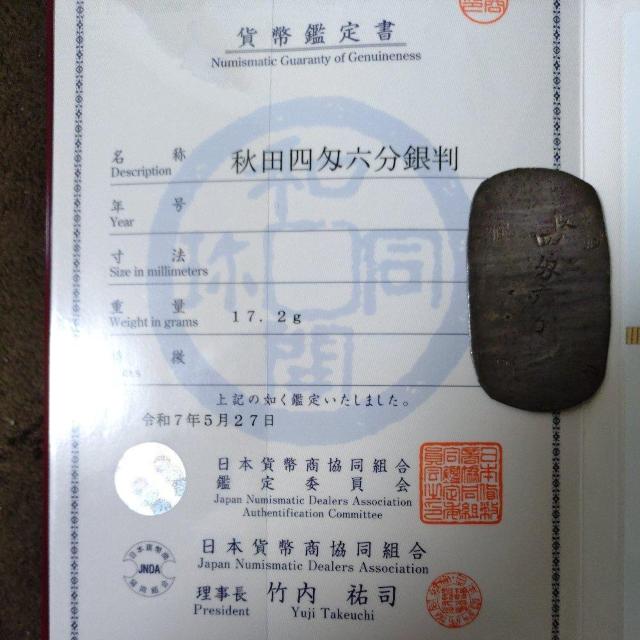 貨幣鑑定書
Numismatic Guaranty of Genuineness
名 称
Description
秋田四匁六分銀判
年 号
Year
寸 法
Size in millimeters
重 量
Weight in grams
17.2g
上記の如く鑑定いたしました。
令和7年5月27日
日本貨幣商協同組合
鑑定委員会
Japan Numismatic Dealers Association
Authentification Committee
日本貨幣商協同組合
Japan Numismatic Dealers Association
JNDA
理事長 竹内 祐司
President Yuji Takeuchi
和同開珎